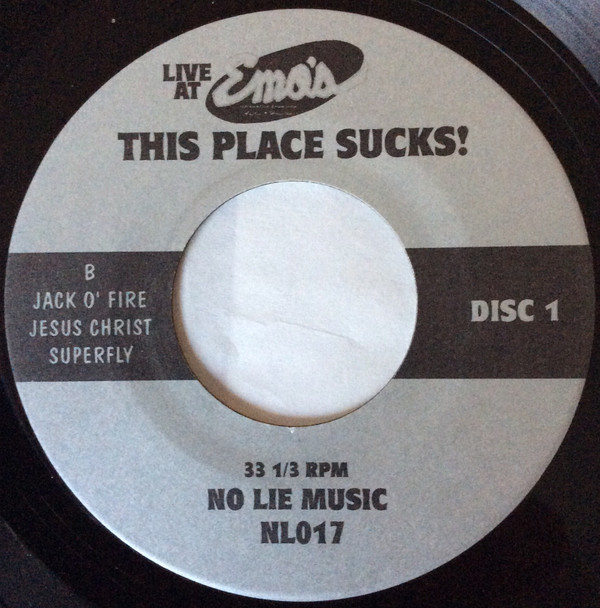 LIVE
AT
Emo's
THIS PLACE SUCKS!
B
JACK O' FIRE
JESUS CHRIST
SUPERFLY
DISC 1
33 1/3 RPM
NO LIE MUSIC
NL017